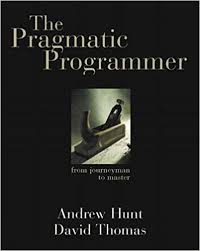 The
Pragmatic
Programmer
from journeyman
to master
Andrew Hunt
David Thomas